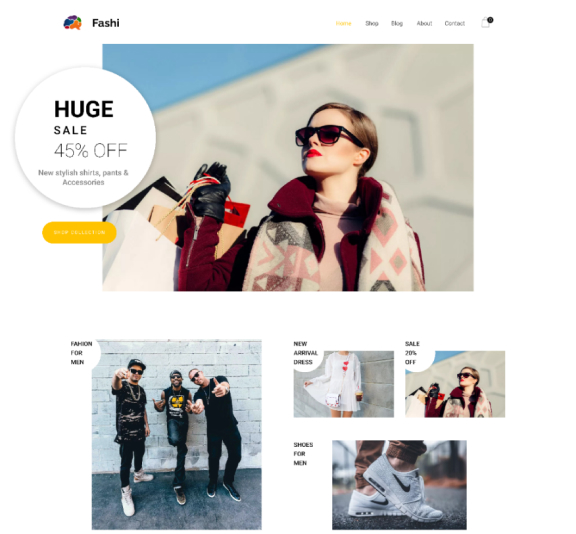 Fashi
Home Shop Blog About Contact
0
HUGE
SALE
45% OFF
New stylish shirts, pants &
Accessories
SHOP COLLECTION
FAHION
FOR
MEN
NEW
ARRIVAL
DRESS
SALE
20%
OFF
SHOES
FOR
MEN